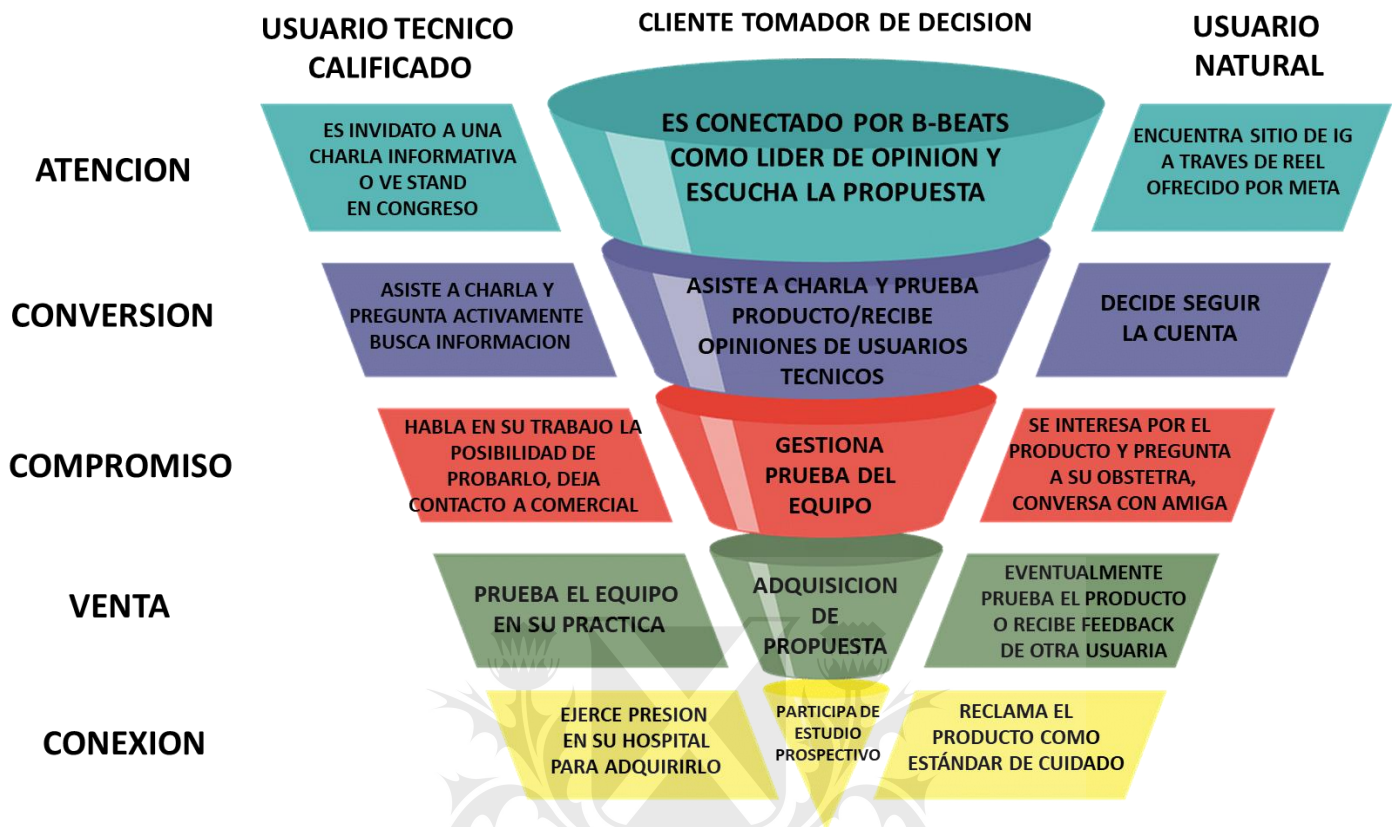 USUARIO TECNICO
CALIFICADO
CLIENTE TOMADOR DE DECISION
USUARIO
NATURAL
ATENCION
ES INVIDATO A UNA
CHARLA INFORMATIVA
O VE STAND
EN CONGRESO
ES CONECTADO POR B-BEATS
COMO LIDER DE OPINION Y
ESCUCHA LA PROPUESTA
ENCUENTRA SITIO DE IG
A TRAVES DE REEL
OFRECIDO POR META
CONVERSION
ASISTE A CHARLA Y
PREGUNTA ACTIVAMENTE
BUSCA INFORMACION
ASISTE A CHARLA Y PRUEBA
PRODUCTO/RECIBE
OPINIONES DE USUARIOS
TECNICOS
DECIDE SEGUIR
LA CUENTA
COMPROMISO
HABLA EN SU TRABAJO LA
POSIBILIDAD DE
PROBARLO, DEJA
CONTACTO A COMERCIAL
GESTIONA
PRUEBA DEL
EQUIPO
SE INTERESA POR EL
PRODUCTO Y PREGUNTA
A SU OBSTETRA,
CONVERSA CON AMIGA
VENTA
PRUEBA EL EQUIPO
EN SU PRACTICA
ADQUISICION
DE
PROPUESTA
EVENTUALMENTE
PRUEBA EL PRODUCTO
O RECIBE FEEDBACK
DE OTRA USUARIA
CONEXION
EJERCE PRESION
EN SU HOSPITAL
PARA ADQUIRIRLO
PARTICIPA DE
ESTUDIO
PROSPECTIVO
RECLAMA EL
PRODUCTO COMO
ESTÁNDAR DE CUIDADO